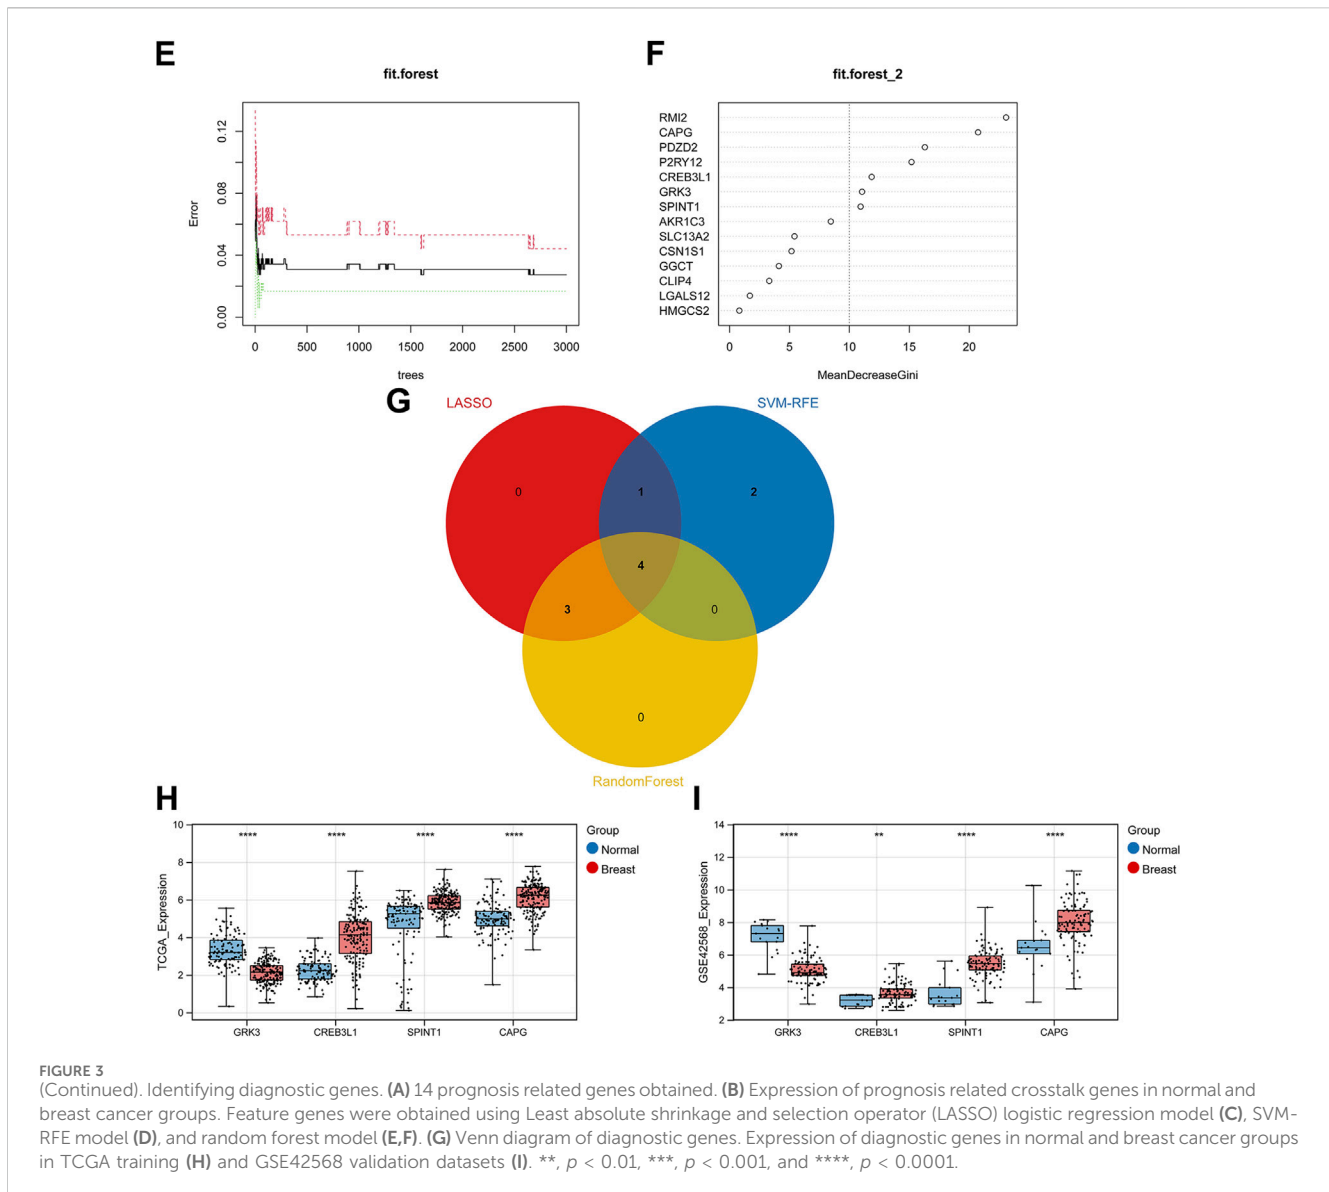 E
fit.forest
Error
0.12
0.08
0.04
0.00
0 500 1000 1500 2000 2500 3000
trees
F
fit.forest_2
RMI2
CAPG
PDZD2
P2RY12
CREB3L1
GRK3
SPINT1
AKR1C3
SLC13A2
CSN1S1
GGCT
CLIP4
LGALS12
HMGCS2
0 5 10 15 20
MeanDecreaseGini
G
LASSO
SVM-RFE
0
1
2
4
3
0
0
RandomForest
H
TCGA_Expression
10
8
6
4
2
0
**** **** **** ****
GRK3 CREB3L1 SPINT1 CAPG
Group
Normal
Breast
I
GSE42568_Expression
14
12
10
8
6
4
2
**** ** **** ****
GRK3 CREB3L1 SPINT1 CAPG
Group
Normal
Breast
FIGURE 3
(Continued). Identifying diagnostic genes. (A) 14 prognosis related genes obtained. (B) Expression of prognosis related crosstalk genes in normal and
breast cancer groups. Feature genes were obtained using Least absolute shrinkage and selection operator (LASSO) logistic regression model (C), SVM-
RFE model (D), and random forest model (E,F). (G) Venn diagram of diagnostic genes. Expression of diagnostic genes in normal and breast cancer groups
in TCGA training (H) and GSE42568 validation datasets (I). **, p < 0.01, ***, p < 0.001, and ****, p < 0.0001.